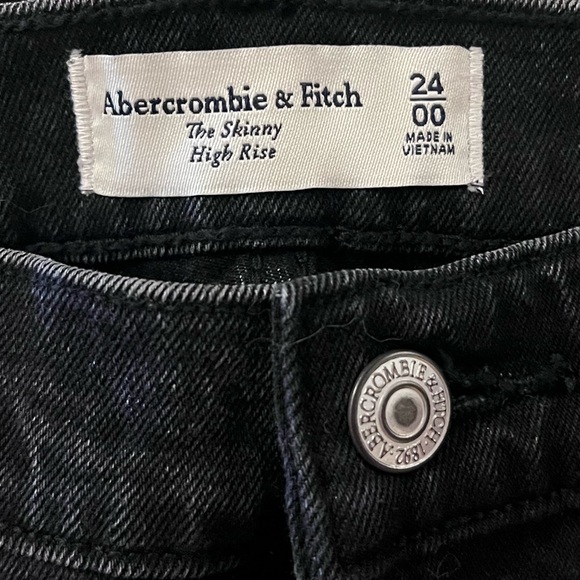 Abercrombie & Fitch
The Skinny
High Rise
24
00
MADE IN
VIETNAM
ABERCROMBIE & FITCH · 1892 ·